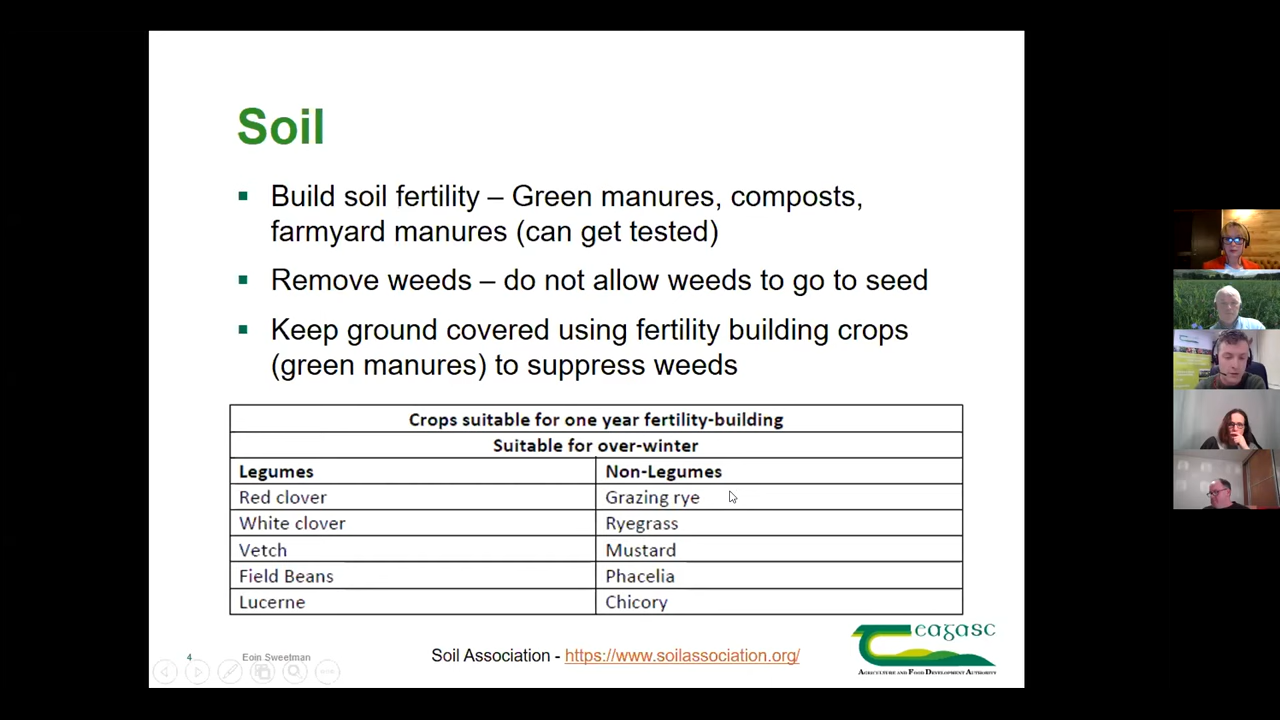 Soil
Build soil fertility – Green manures, composts,
farmyard manures (can get tested)
Remove weeds – do not allow weeds to go to seed
Keep ground covered using fertility building crops
(green manures) to suppress weeds
Crops suitable for one year fertility-building
Suitable for over-winter
Legumes Non-Legumes
Red clover Grazing rye
White clover Ryegrass
Vetch Mustard
Field Beans Phacelia
Lucerne Chicory
4 Eoin Sweetman
Soil Association - https://www.soilassociation.org/
eagasc
Agriculture and Food Development Authority